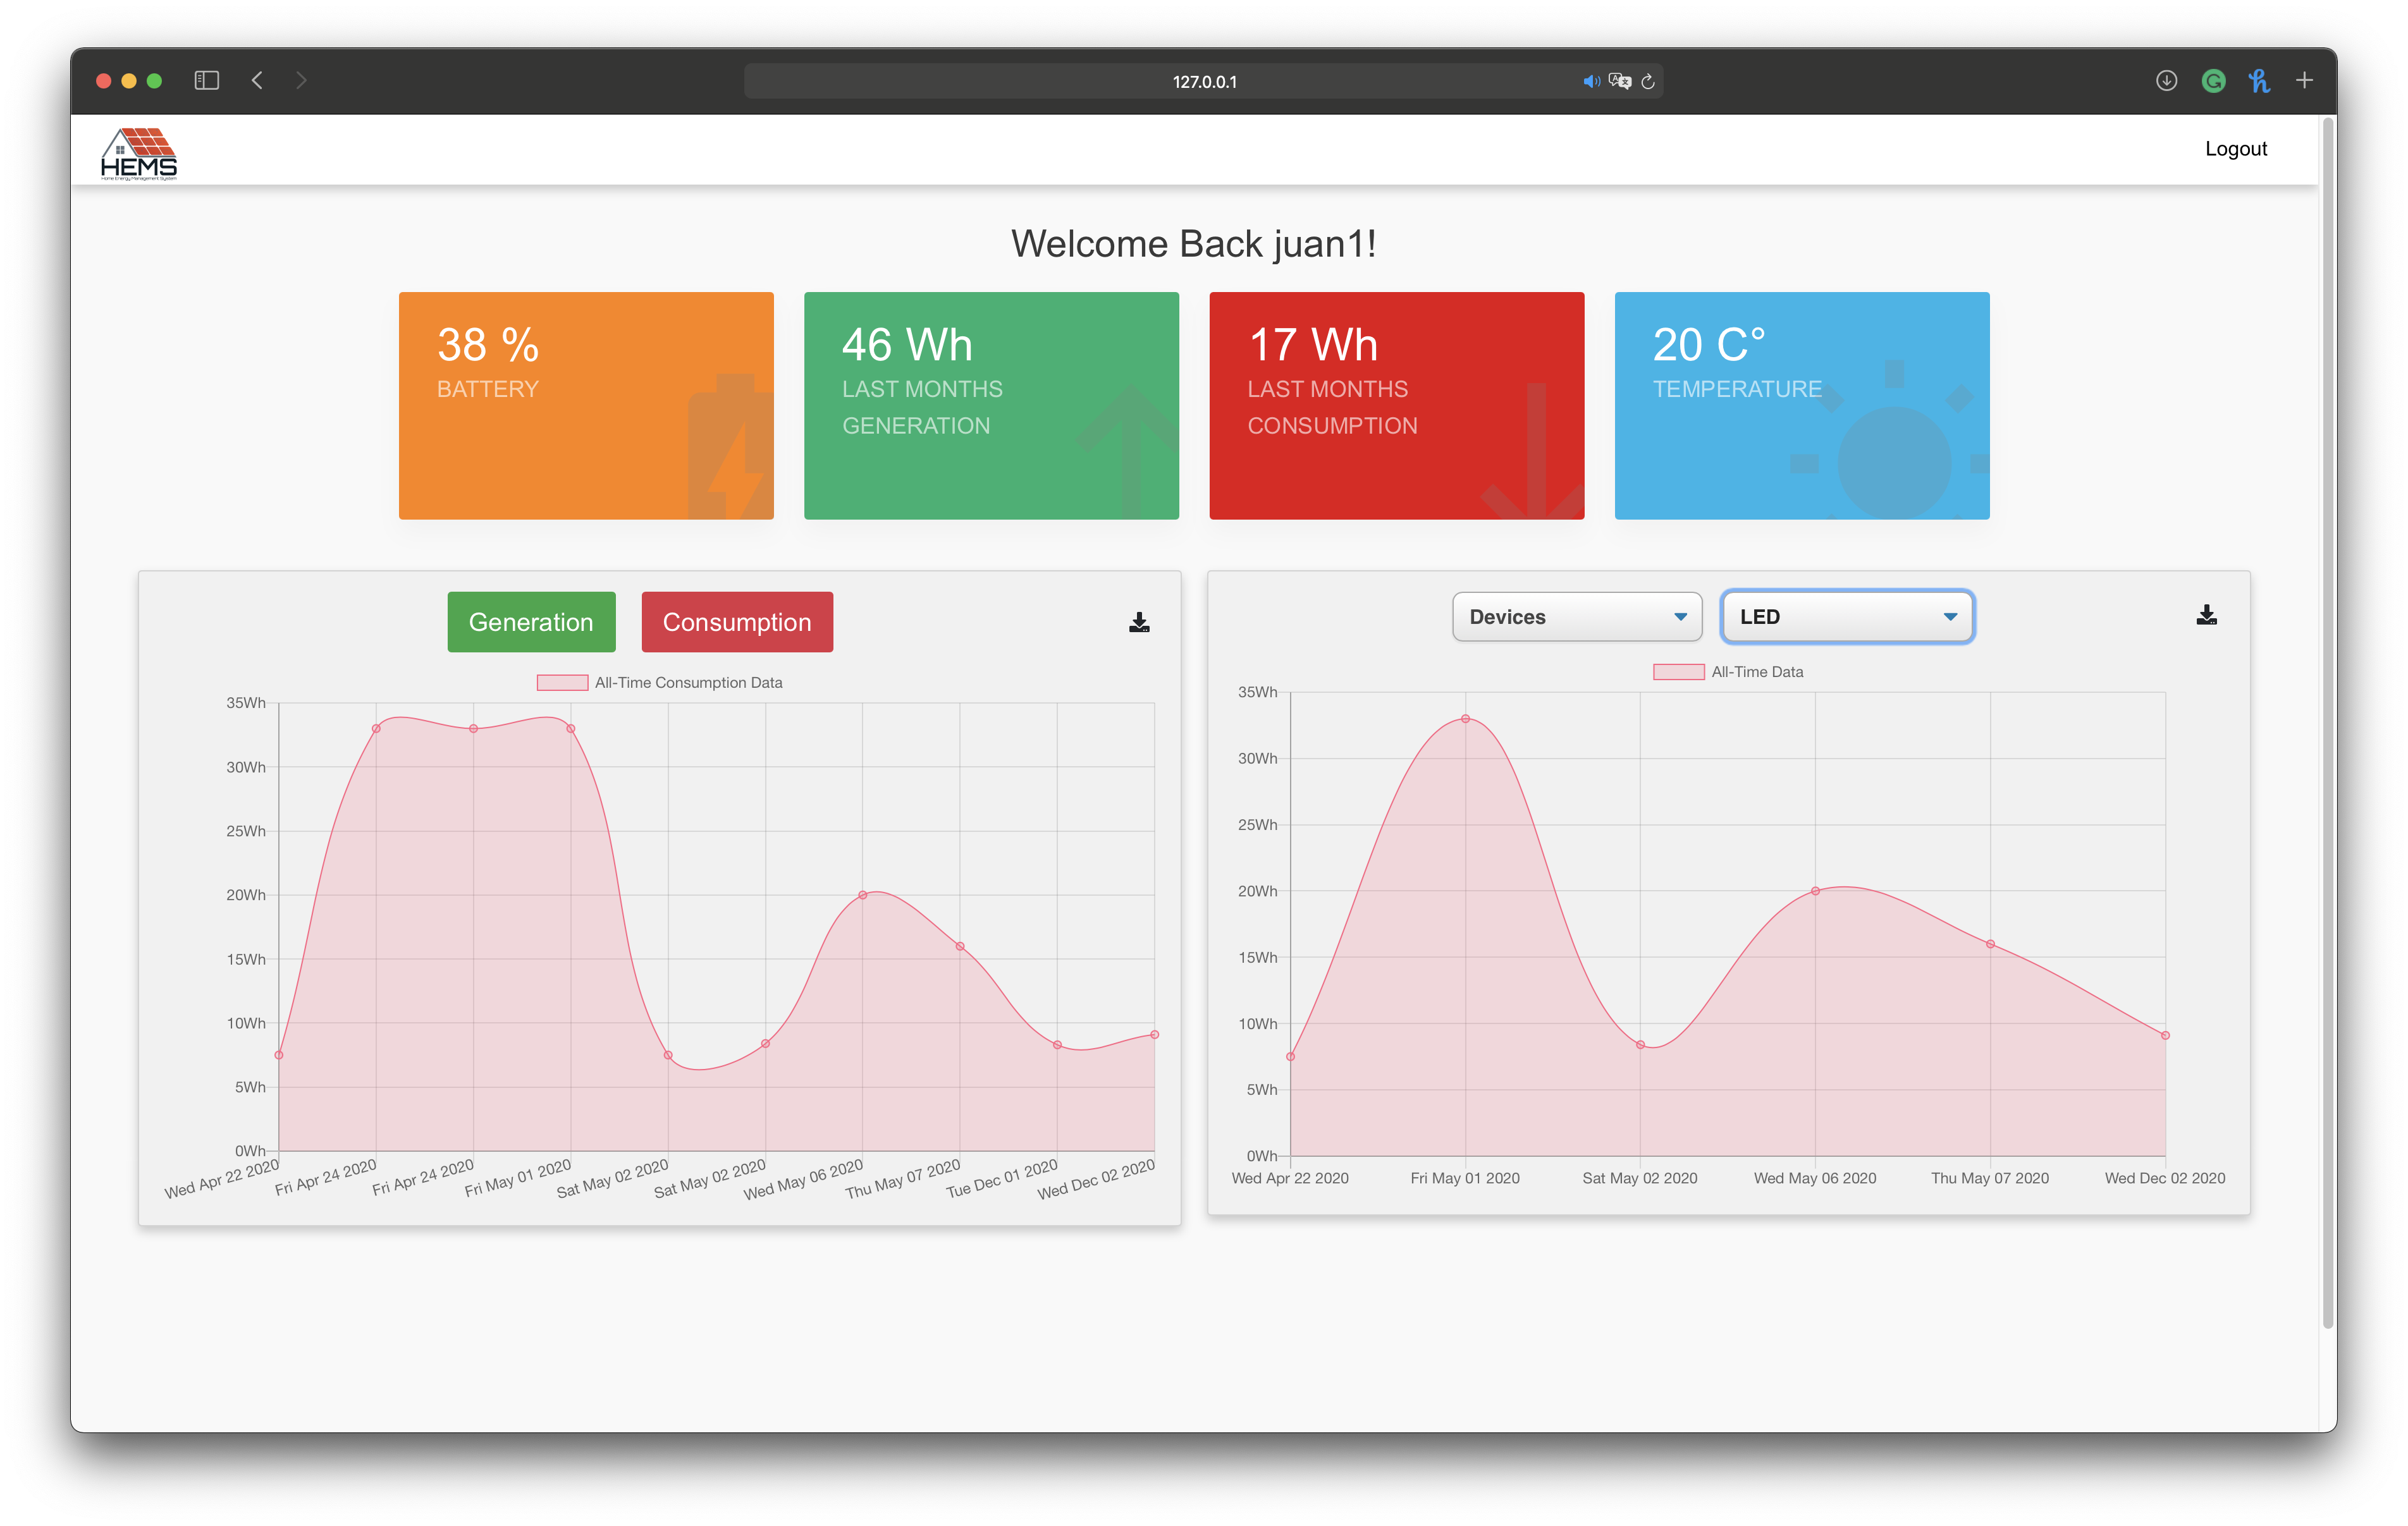 127.0.0.1
HEMS
Home Energy Management System
Logout
Welcome Back juan1!
38 %
BATTERY
46 Wh
LAST MONTHS
GENERATION
17 Wh
LAST MONTHS
CONSUMPTION
20 C°
TEMPERATURE
Generation
Consumption
All-Time Consumption Data
35Wh
30Wh
25Wh
20Wh
15Wh
10Wh
5Wh
0Wh
Wed Apr 22 2020
Fri Apr 24 2020
Fri Apr 24 2020
Fri May 01 2020
Sat May 02 2020
Sat May 02 2020
Wed May 06 2020
Thu May 07 2020
Tue Dec 01 2020
Wed Dec 02 2020
Devices
LED
All-Time Data
35Wh
30Wh
25Wh
20Wh
15Wh
10Wh
5Wh
0Wh
Wed Apr 22 2020
Fri May 01 2020
Sat May 02 2020
Wed May 06 2020
Thu May 07 2020
Wed Dec 02 2020